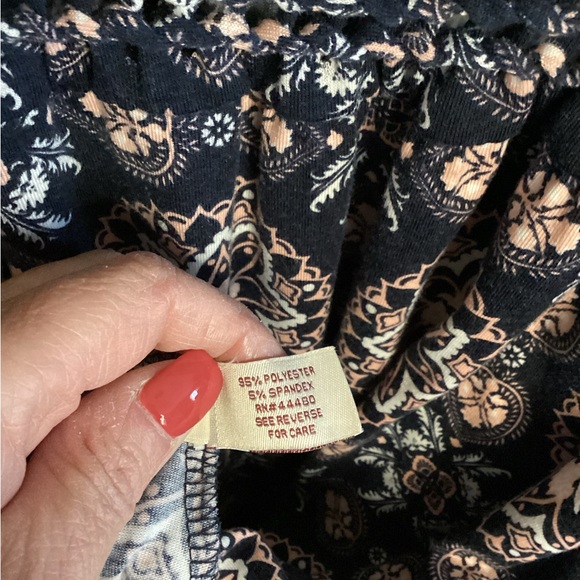 95% POLYESTER
5% SPANDEX
RN#44480
SEE REVERSE
FOR CARE